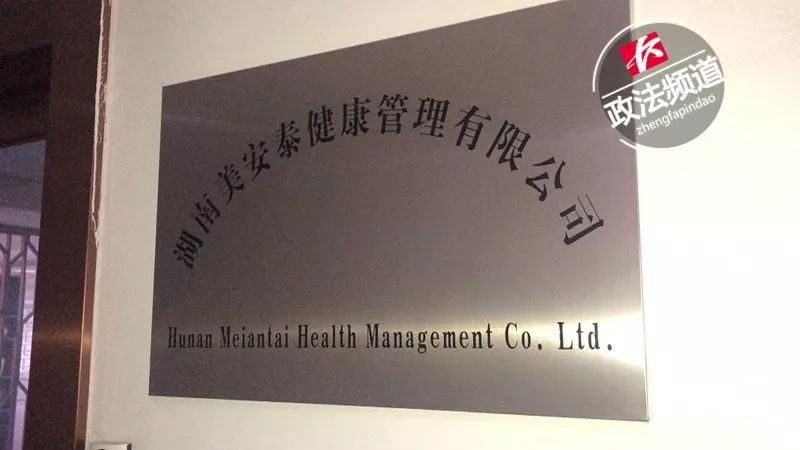 湖南美安泰健康管理有限公司
Hunan Meiantai Health Management Co. Ltd.
政法频道
zhengfapindao